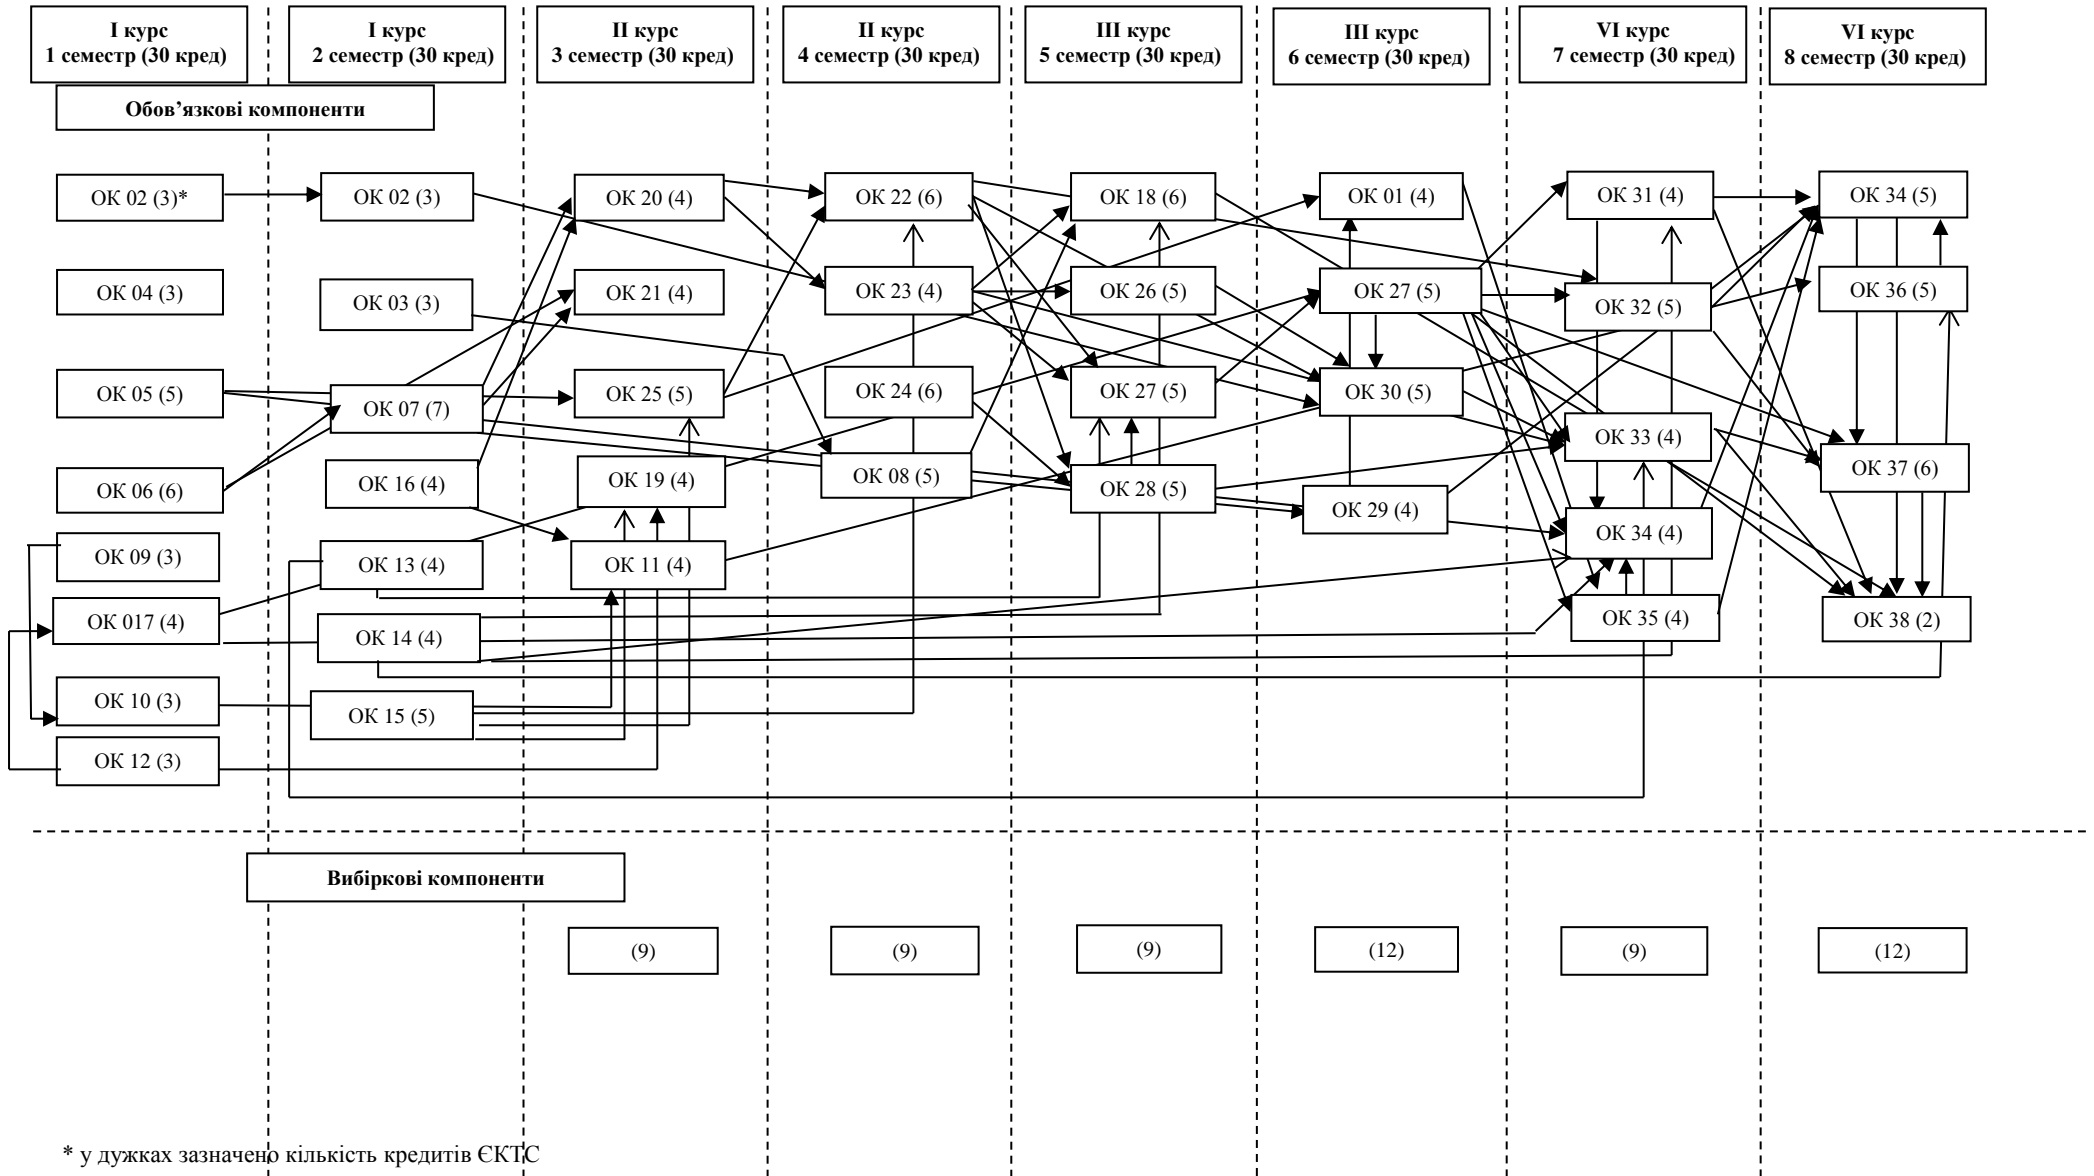 І курс
1 семестр (30 кред)
І курс
2 семестр (30 кред)
ІІ курс
3 семестр (30 кред)
ІІ курс
4 семестр (30 кред)
ІІІ курс
5 семестр (30 кред)
ІІІ курс
6 семестр (30 кред)
VI курс
7 семестр (30 кред)
VI курс
8 семестр (30 кред)
Обов’язкові компоненти
ОК 02 (3)*
ОК 04 (3)
ОК 05 (5)
ОК 06 (6)
ОК 09 (3)
ОК 017 (4)
ОК 10 (3)
ОК 12 (3)
ОК 02 (3)
ОК 03 (3)
ОК 07 (7)
ОК 16 (4)
ОК 13 (4)
ОК 14 (4)
ОК 15 (5)
ОК 20 (4)
ОК 21 (4)
ОК 25 (5)
ОК 19 (4)
ОК 11 (4)
ОК 22 (6)
ОК 23 (4)
ОК 24 (6)
ОК 08 (5)
ОК 18 (6)
ОК 26 (5)
ОК 27 (5)
ОК 28 (5)
ОК 01 (4)
ОК 27 (5)
ОК 30 (5)
ОК 29 (4)
ОК 31 (4)
ОК 32 (5)
ОК 33 (4)
ОК 34 (4)
ОК 35 (4)
ОК 34 (5)
ОК 36 (5)
ОК 37 (6)
ОК 38 (2)
Вибіркові компоненти
(9)
(9)
(9)
(12)
(9)
(12)
* у дужках зазначено кількість кредитів ЄКТС